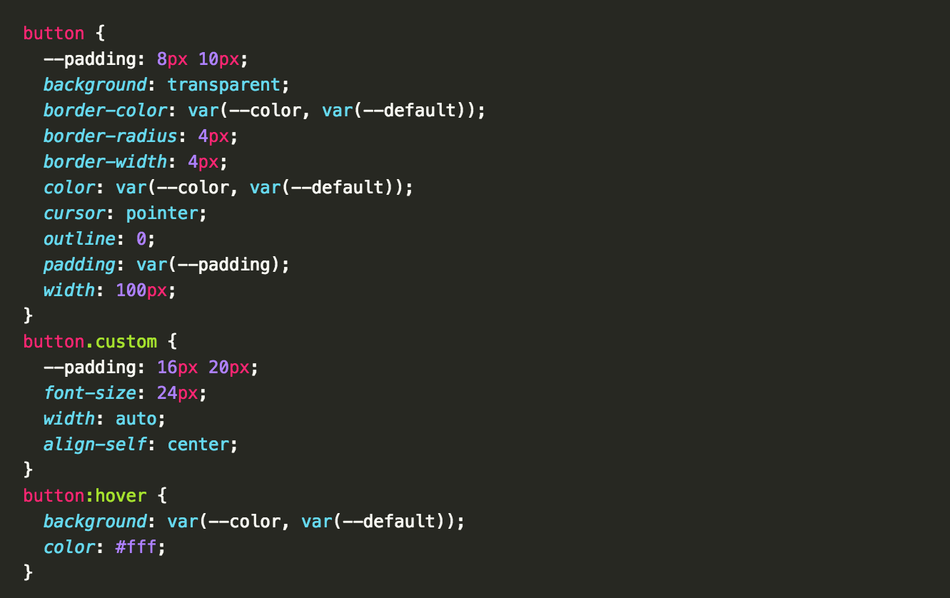 button {
  --padding: 8px 10px;
  background: transparent;
  border-color: var(--color, var(--default));
  border-radius: 4px;
  border-width: 4px;
  color: var(--color, var(--default));
  cursor: pointer;
  outline: 0;
  padding: var(--padding);
  width: 100px;
}
button.custom {
  --padding: 16px 20px;
  font-size: 24px;
  width: auto;
  align-self: center;
}
button:hover {
  background: var(--color, var(--default));
  color: #fff;
}